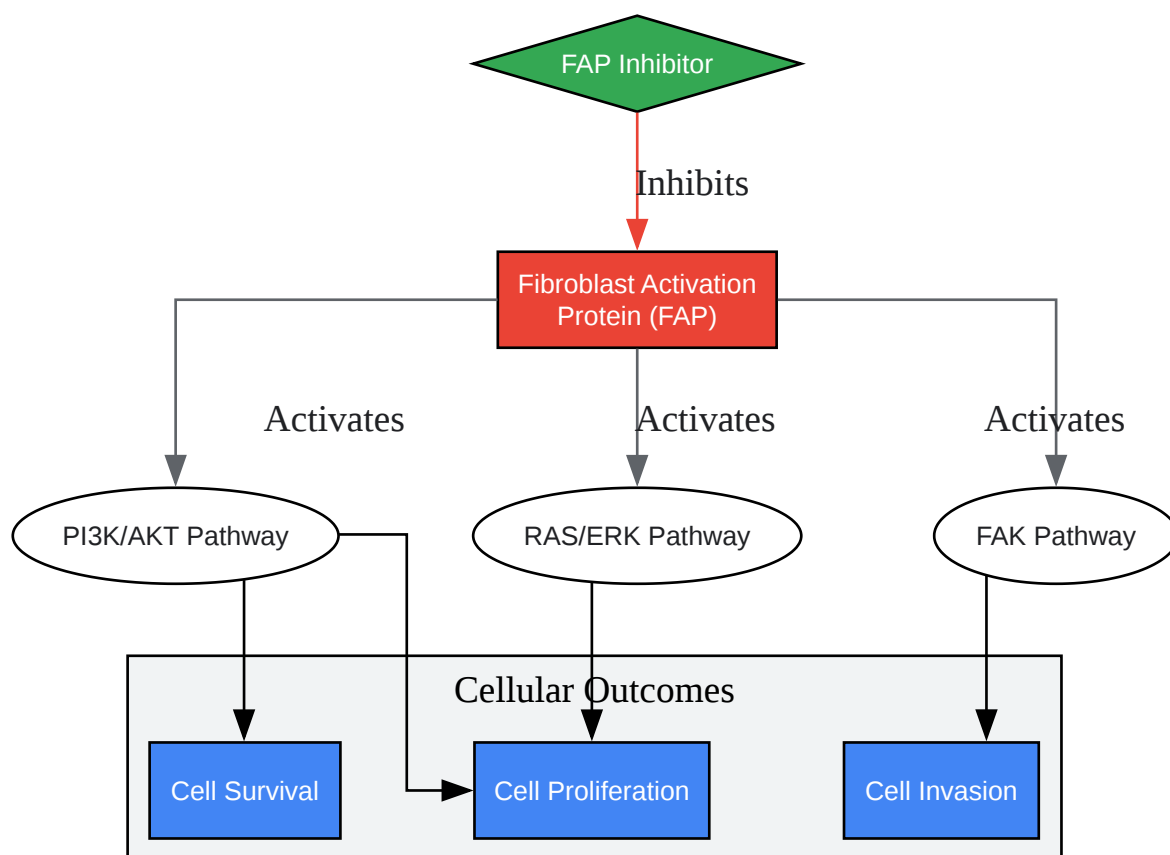 FAP Inhibitor
Inhibits
Fibroblast Activation
Protein (FAP)
Activates
Activates
Activates
PI3K/AKT Pathway
RAS/ERK Pathway
FAK Pathway
Cellular Outcomes
Cell Survival
Cell Proliferation
Cell Invasion